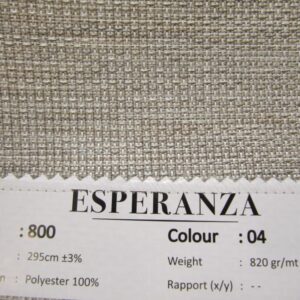 ESPERANZA
: 800 Colour : 04
: 295cm ±3% Weight : 820 gr/mt
: Polyester 100% Rapport (x/y) : - -